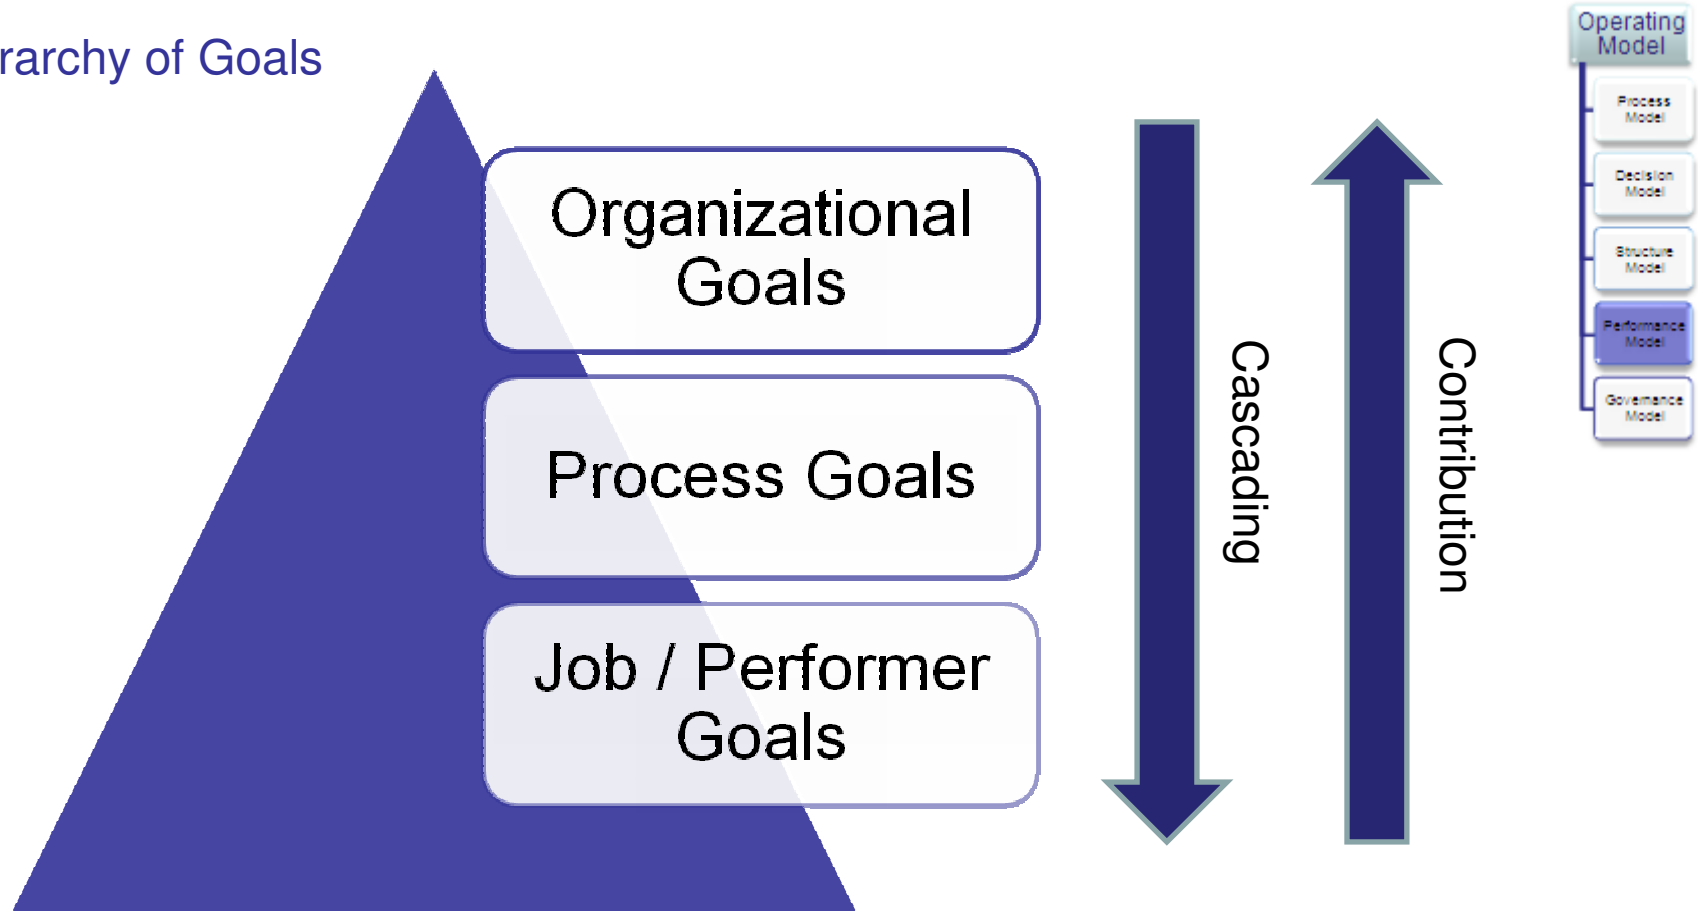 rarchy of Goals
Organizational
Goals
Process Goals
Job / Performer
Goals
Cascading
Contribution
Operating
Model
Process
Model
Decision
Model
Structure
Model
Performance
Model
Governance
Model